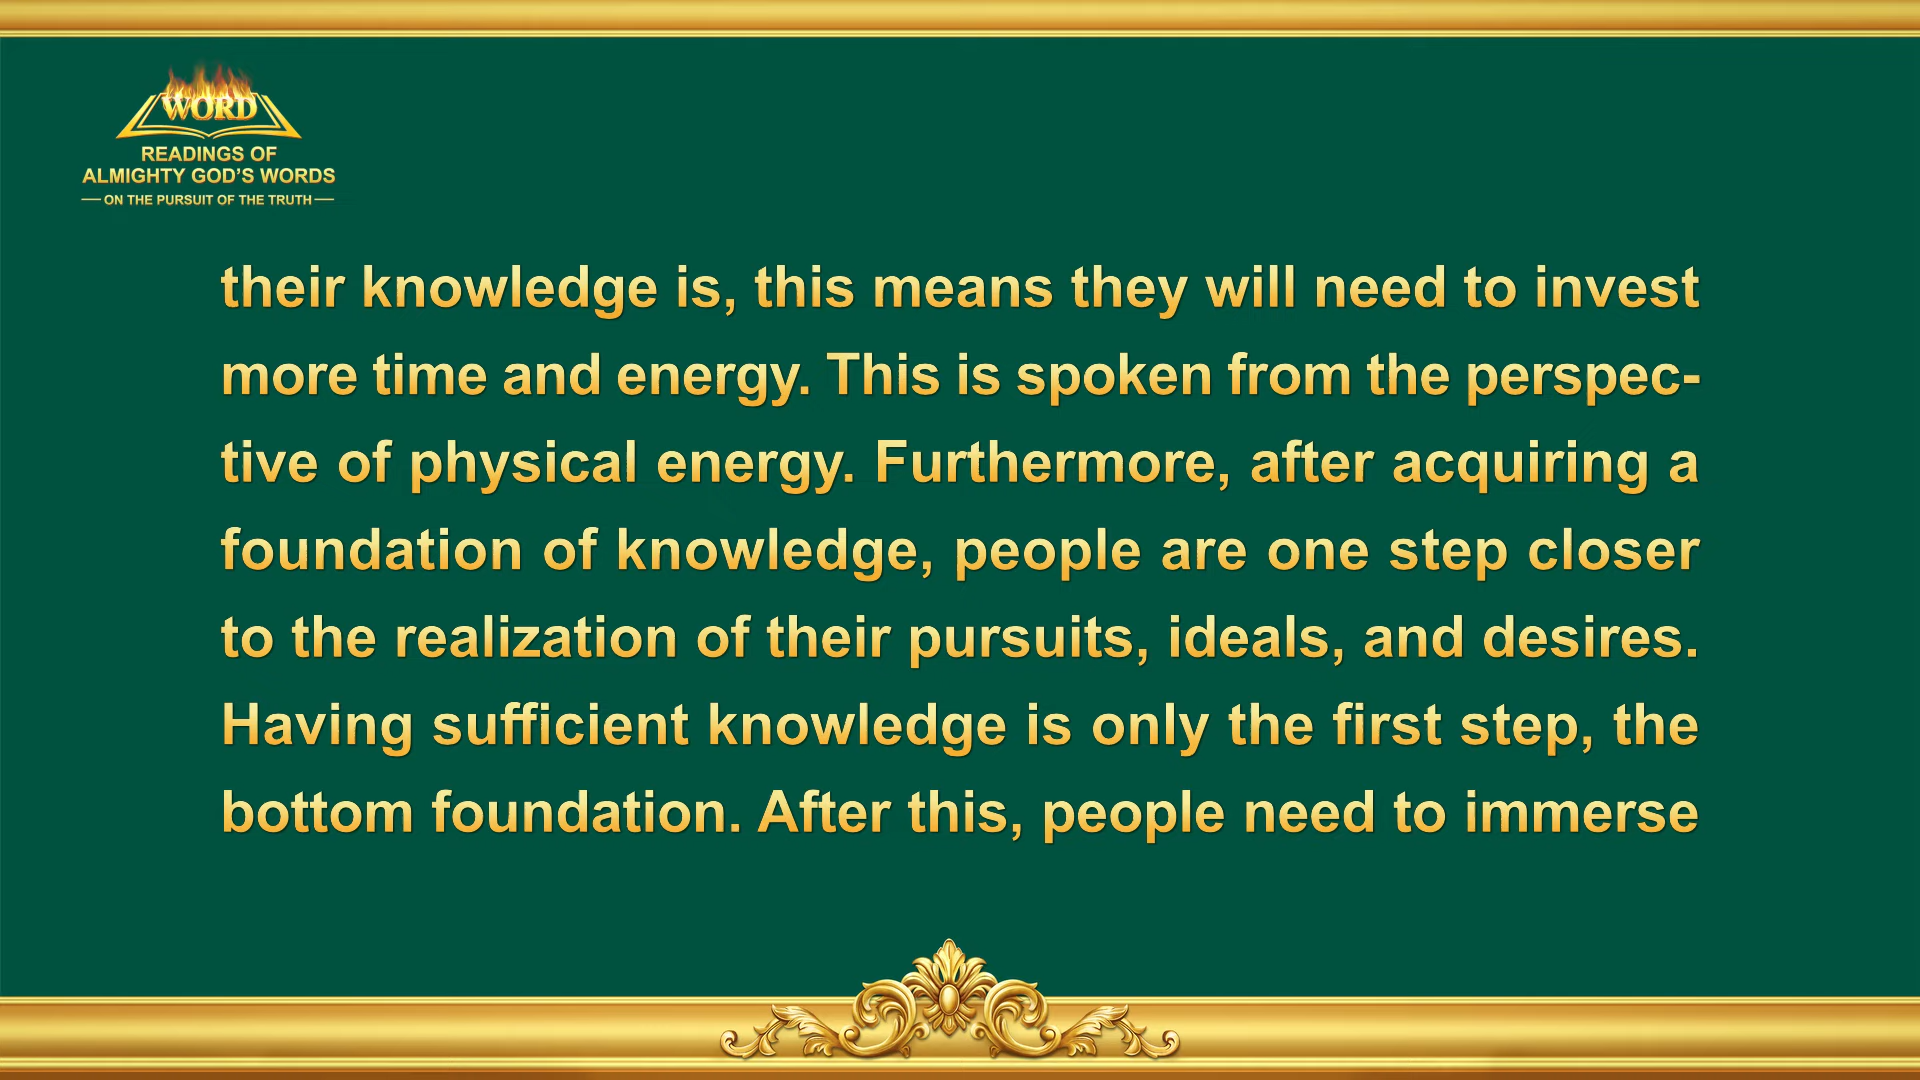 WORD
READINGS OF
ALMIGHTY GOD'S WORDS
— ON THE PURSUIT OF THE TRUTH —
their knowledge is, this means they will need to invest
more time and energy. This is spoken from the perspec-
tive of physical energy. Furthermore, after acquiring a
foundation of knowledge, people are one step closer
to the realization of their pursuits, ideals, and desires.
Having sufficient knowledge is only the first step, the
bottom foundation. After this, people need to immerse